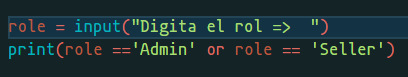 role = input("Digita el rol =>  ")
print(role =='Admin' or role == 'Seller')